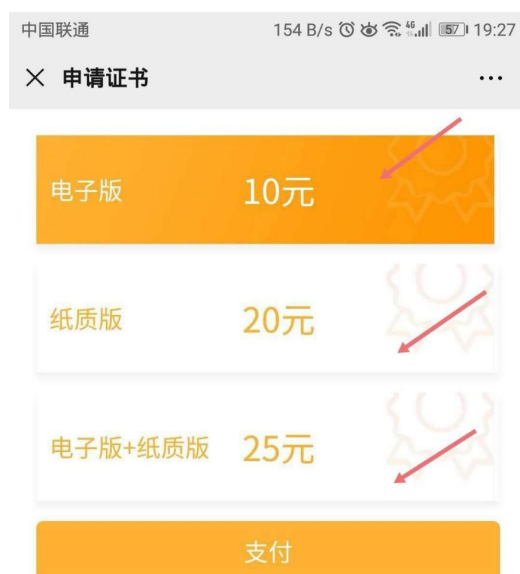 中国联通 154 B/s 46 57 19:27
申请证书
电子版 10元
纸质版 20元
电子版+纸质版 25元
支付